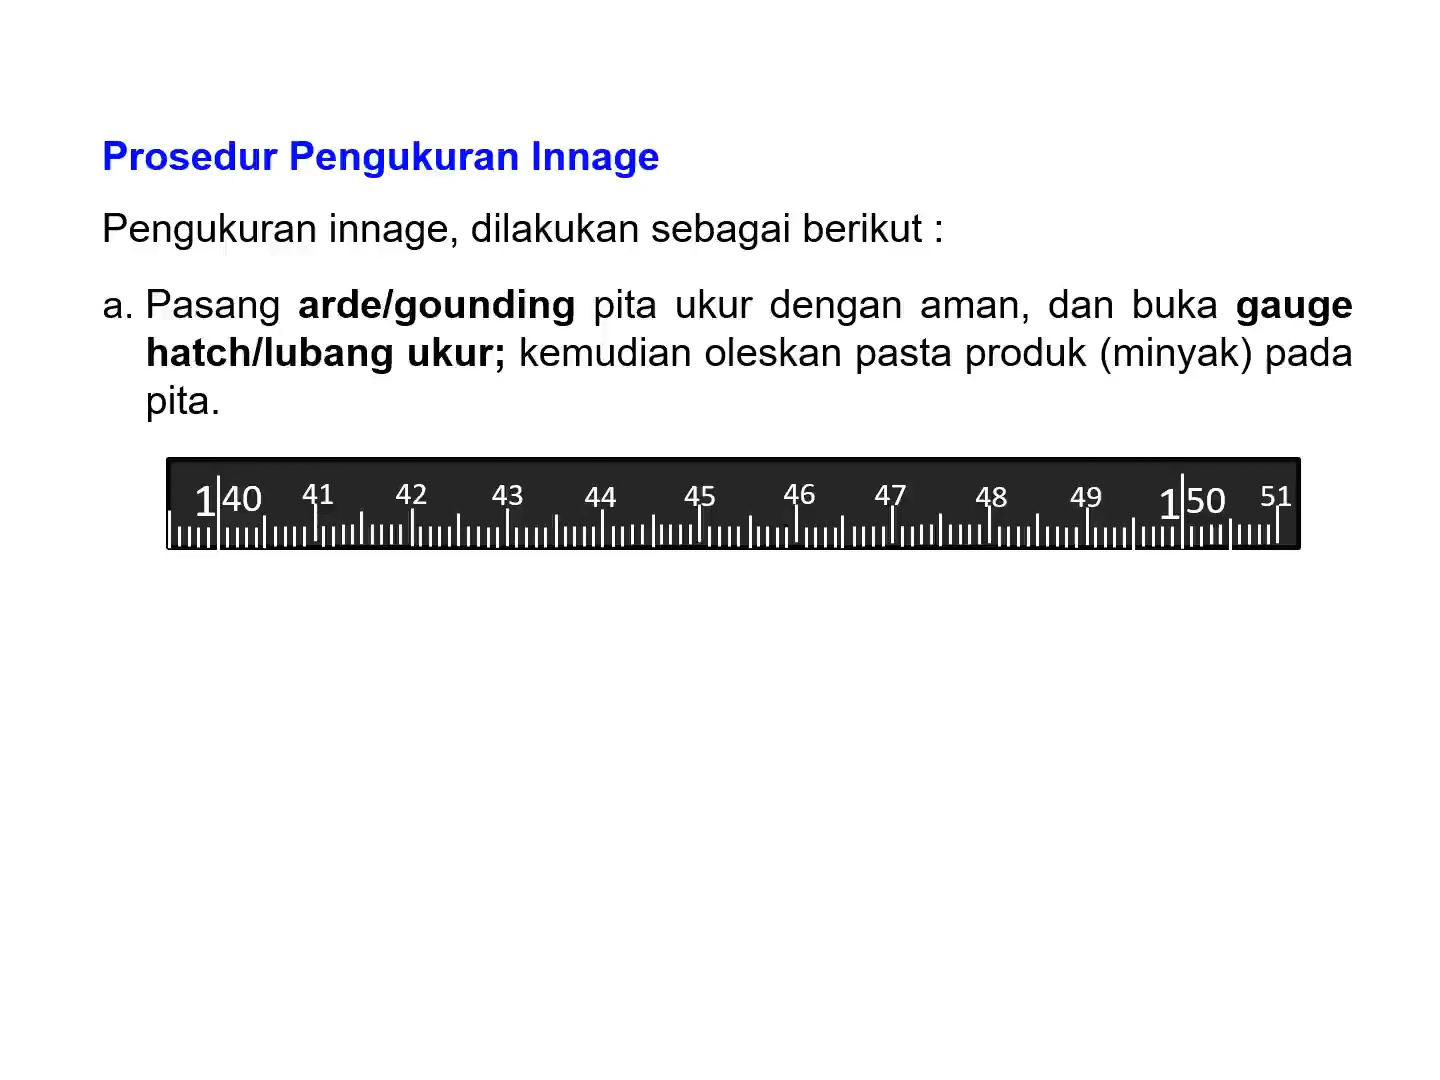 Prosedur Pengukuran Innage
Pengukuran innage, dilakukan sebagai berikut :
a. Pasang arde/gounding pita ukur dengan aman, dan buka gauge
hatch/lubang ukur; kemudian oleskan pasta produk (minyak) pada
pita.
1 40 41 42 43 44 45 46 47 48 49 1 50 51